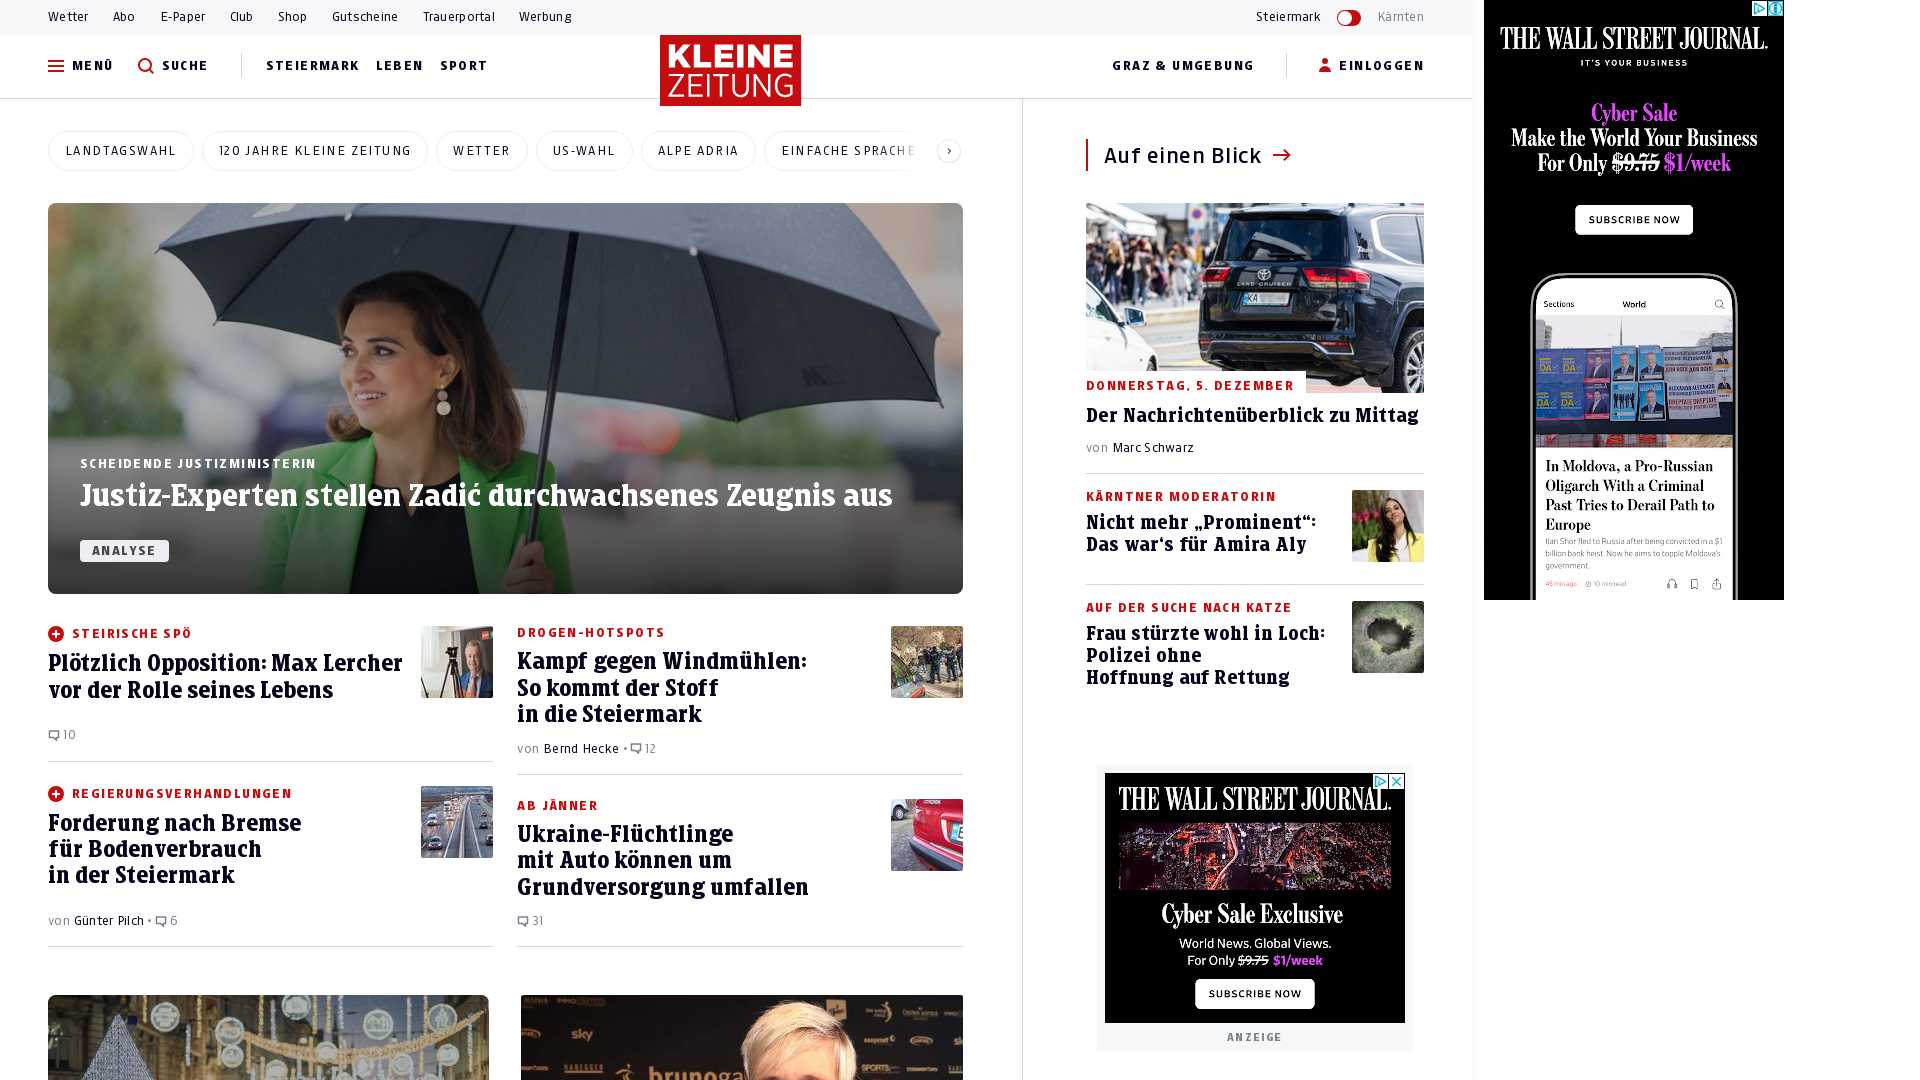 Wetter Abo E-Paper Club Shop Gutscheine Trauerportal Werbung
Steiermark Kärnten
MENÜ SUCHE STEIERMARK LEBEN SPORT
KLEINE
ZEITUNG
GRAZ & UMGEBUNG EINLOGGEN
LANDTAGSWAHL 120 JAHRE KLEINE ZEITUNG WETTER US-WAHL ALPE ADRIA EINFACHE SPRACHE
SCHEIDENDE JUSTIZMINISTERIN
Justiz-Experten stellen Zadić durchwachsenes Zeugnis aus
ANALYSE
STEIRISCHE SPÖ
Plötzlich Opposition: Max Lercher
vor der Rolle seines Lebens
10
REGIERUNGSVERHANDLUNGEN
Forderung nach Bremse
für Bodenverbrauch
in der Steiermark
von Günter Pilch • 6
DROGEN-HOTSPOTS
Kampf gegen Windmühlen:
So kommt der Stoff
in die Steiermark
von Bernd Hecke • 12
AB JÄNNER
Ukraine-Flüchtlinge
mit Auto können um
Grundversorgung umfallen
31
sky
Auf einen Blick
LAND CRUISER
KA
DONNERSTAG, 5. DEZEMBER
Der Nachrichtenüberblick zu Mittag
von Marc Schwarz
KÄRNTNER MODERATORIN
Nicht mehr „Prominent“:
Das war‘s für Amira Aly
AUF DER SUCHE NACH KATZE
Frau stürzte wohl in Loch:
Polizei ohne
Hoffnung auf Rettung
THE WALL STREET JOURNAL.
Cyber Sale Exclusive
World News. Global Views.
For Only $9.75 $1/week
SUBSCRIBE NOW
ANZEIGE
THE WALL STREET JOURNAL.
IT'S YOUR BUSINESS
Cyber Sale
Make the World Your Business
For Only $9.75 $1/week
SUBSCRIBE NOW
Sections World
In Moldova, a Pro-Russian
Oligarch With a Criminal
Past Tries to Derail Path to
Europe
Ilan Shor fled to Russia after being convicted in a $1
billion bank heist. Now he aims to topple Moldova's
government.
45 min ago 10 min read